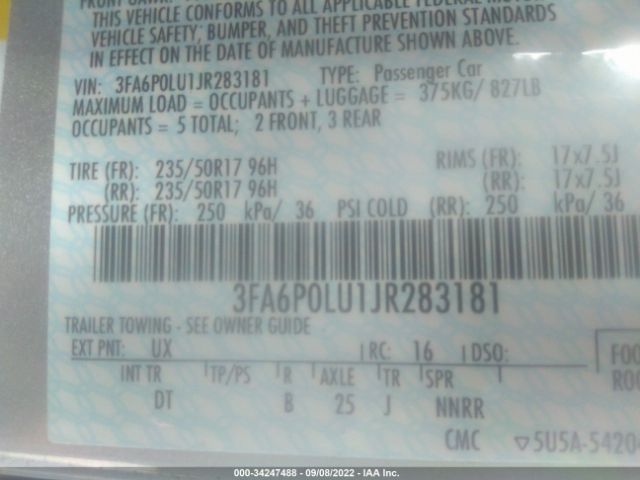 THIS VEHICLE CONFORMS TO ALL APPLICABLE FEDERAL MOTOR
VEHICLE SAFETY, BUMPER, AND THEFT PREVENTION STANDARDS
IN EFFECT ON THE DATE OF MANUFACTURE SHOWN ABOVE.
VIN: 3FA6P0LU1JR283181 TYPE: Passenger Car
MAXIMUM LOAD = OCCUPANTS + LUGGAGE = 375KG/ 827LB
OCCUPANTS = 5 TOTAL; 2 FRONT, 3 REAR
TIRE (FR): 235/50R17 96H RIMS (FR): 17x7.5J
(RR): 235/50R17 96H (RR): 17x7.5J
PRESSURE (FR): 250 kPa/ 36 PSI COLD (RR): 250 kPa/ 36
3FA6P0LU1JR283181
TRAILER TOWING - SEE OWNER GUIDE
EXT PNT: UX RC: 16 DSO:
INT TR TP/PS R AXLE TR SPR
DT B 25 J NNRR
CMC ▽5U5A-5420
000-34247488 - 09/08/2022 - IAA Inc.